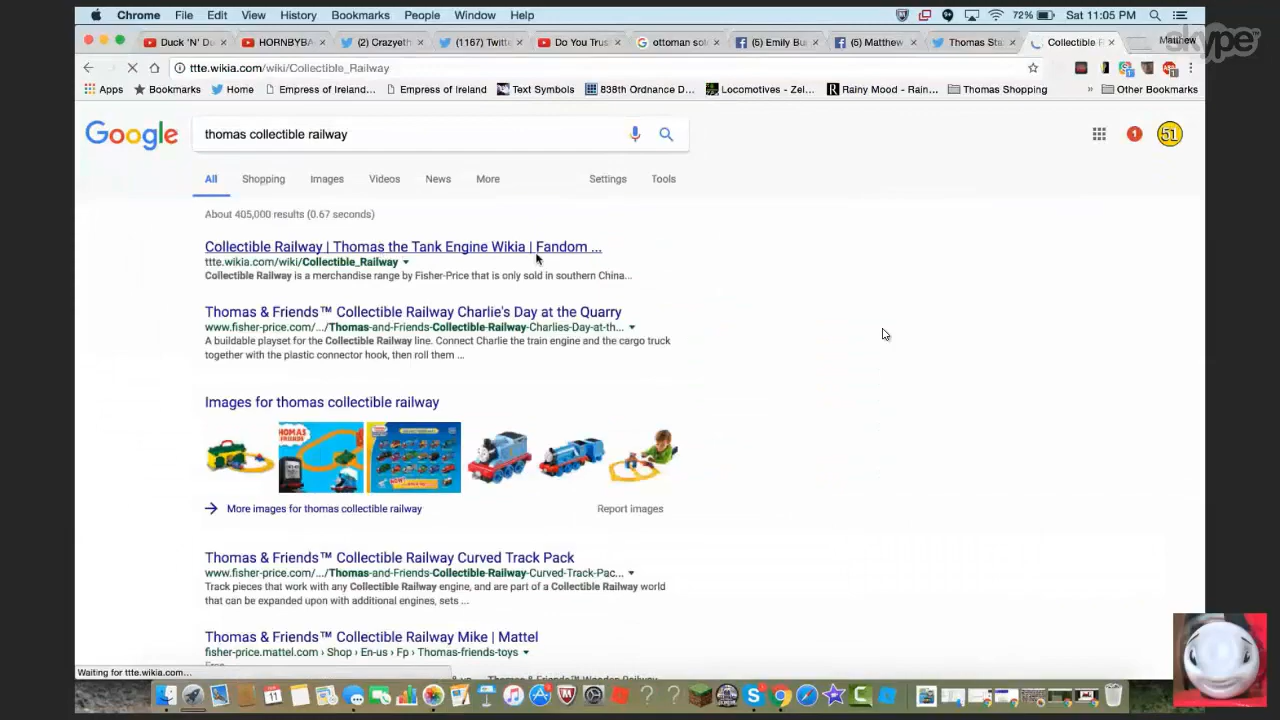 Chrome File Edit View History Bookmarks People Window Help 72% Sat 11:05 PM
skype™
Duck 'N' Du HORNBYBA (2) Crazyeth (1167) Twitte Do You Trus ottoman sol (5) Emily Bu (5) Matthew Thomas Sta Collectible R Matthew
ttte.wikia.com/wiki/Collectible_Railway
Apps Bookmarks Home Empress of Ireland... Empress of Ireland Text Symbols 838th Ordnance D... Locomotives - Zel... Rainy Mood - Rain... Thomas Shopping » Other Bookmarks
Google thomas collectible railway 1 51
All Shopping Images Videos News More Settings Tools
About 405,000 results (0.67 seconds)
Collectible Railway | Thomas the Tank Engine Wikia | Fandom ...
ttte.wikia.com/wiki/Collectible_Railway
Collectible Railway is a merchandise range by Fisher-Price that is only sold in southern China...
Thomas & Friends™ Collectible Railway Charlie's Day at the Quarry
www.fisher-price.com/.../Thomas-and-Friends-Collectible-Railway-Charlies-Day-at-th...
A buildable playset for the Collectible Railway line. Connect Charlie the train engine and the cargo truck
together with the plastic connector hook, then roll them ...
Images for thomas collectible railway
THOMAS
FRIENDS
More images for thomas collectible railway Report images
Thomas & Friends™ Collectible Railway Curved Track Pack
www.fisher-price.com/.../Thomas-and-Friends-Collectible-Railway-Curved-Track-Pac...
Track pieces that work with any Collectible Railway engine, and are part of a Collectible Railway world
that can be expanded upon with additional engines, sets ...
Thomas & Friends™ Collectible Railway Mike | Mattel
fisher-price.mattel.com › Shop › En-us › Fp › Thomas-friends-toys
Free
Waiting for ttte.wikia.com...